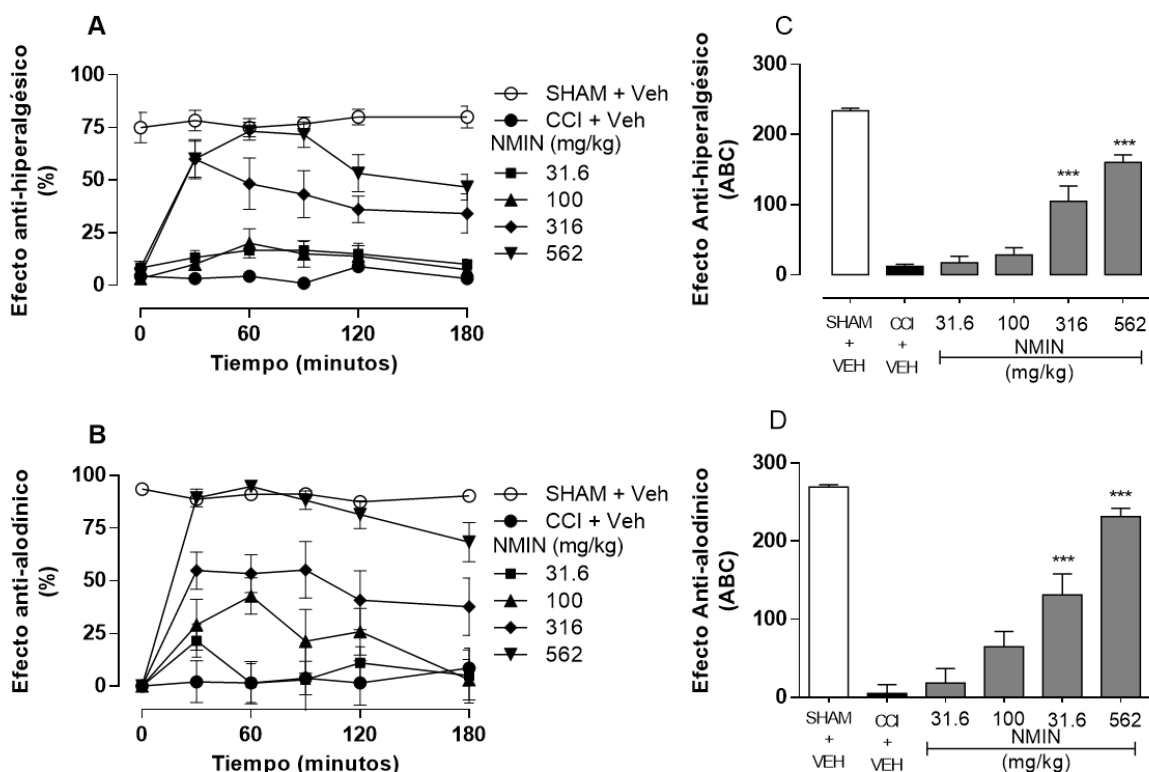 A
Efecto anti-hiperalgésico
(%)
100
75
50
25
0
0
60
120
180
Tiempo (minutos)
SHAM + Veh
CCI + Veh
NMIN (mg/kg)
31.6
100
316
562
C
Efecto Anti-hiperalgésico
(ABC)
300
200
100
0
***
***
SHAM
+
VEH
CCI
+
VEH
31.6
100
316
562
NMIN
(mg/kg)
B
Efecto anti-alodínico
(%)
100
75
50
25
0
0
60
120
180
Tiempo (minutos)
SHAM + Veh
CCI + Veh
NMIN (mg/kg)
31.6
100
316
562
D
Efecto Anti-alodínico
(ABC)
300
200
100
0
***
***
SHAM
+
VEH
CCI
+
VEH
31.6
100
31.6
562
NMIN
(mg/kg)